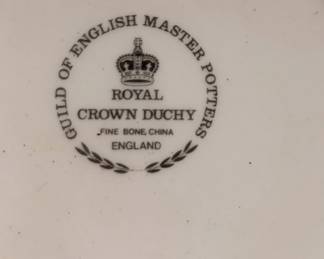 GUILD OF ENGLISH MASTER POTTERS
ROYAL
CROWN DUCHY
FINE BONE, CHINA
ENGLAND